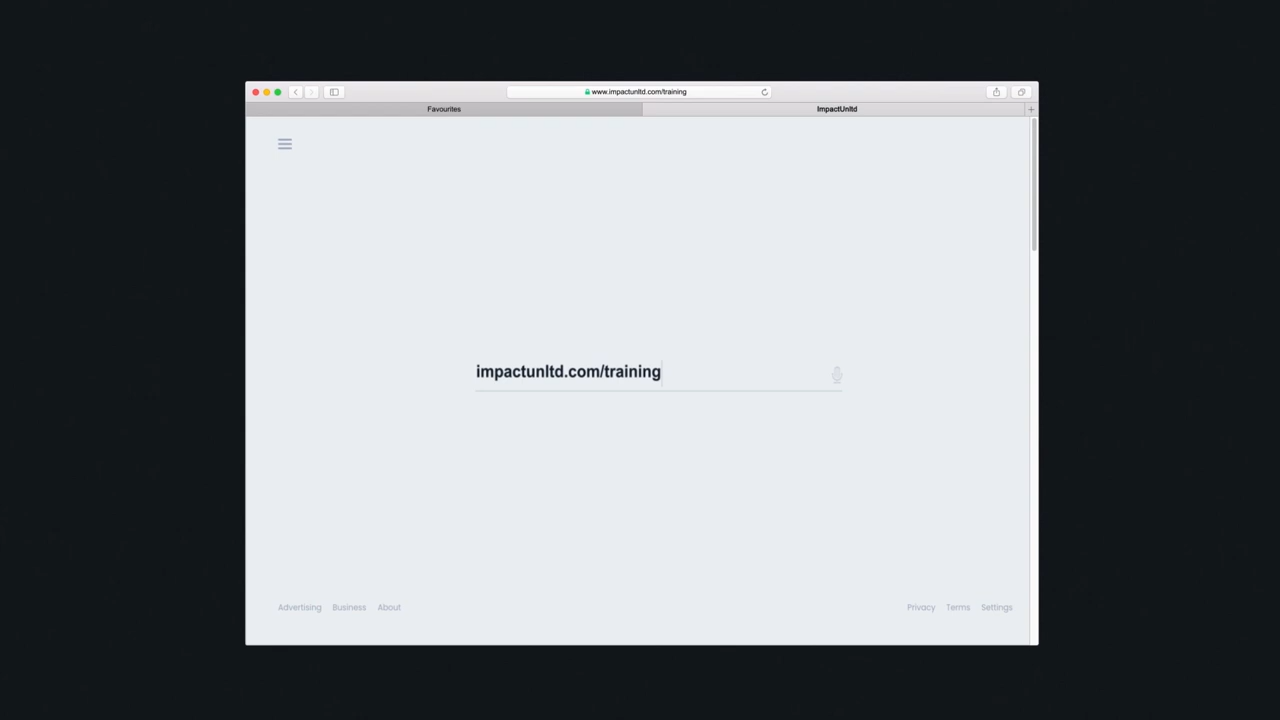 www.impactunltd.com/training
Favourites
ImpactUnltd
impactunltd.com/training
Advertising Business About
Privacy Terms Settings